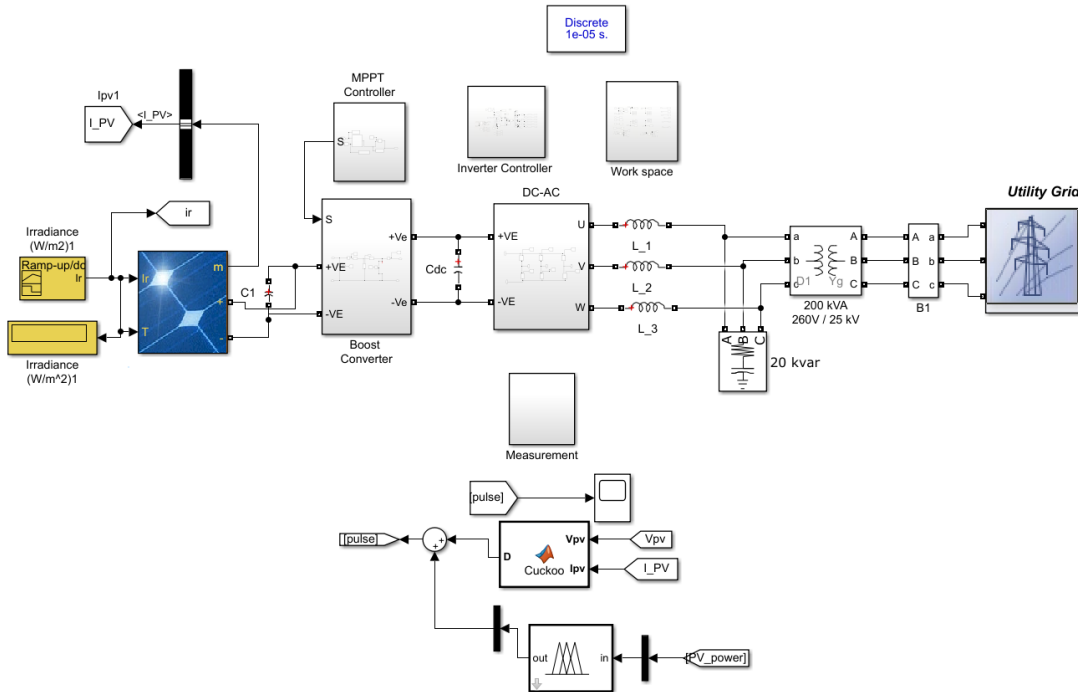 Discrete
1e-05 s.
Ipv1
I_PV
<I_PV>
MPPT
Controller
S
Inverter Controller
Work space
ir
Irradiance
(W/m2)1
Ramp-up/do
Ir
Ir
T
m
+
-
Irradiance
(W/m^2)1
C1
S
+VE
-VE
+Ve
-Ve
Boost
Converter
Cdc
DC-AC
+VE
-VE
U
V
W
L_1
L_2
L_3
A
B
C
20 kvar
a
b
c
D1
Yg
A
B
C
200 kVA
260V / 25 kV
A
B
C
a
b
c
B1
Utility Grid
Measurement
[pulse]
[pulse]
+
+
D
Cuckoo
Vpv
Ipv
Vpv
I_PV
out
in
[PV_power]